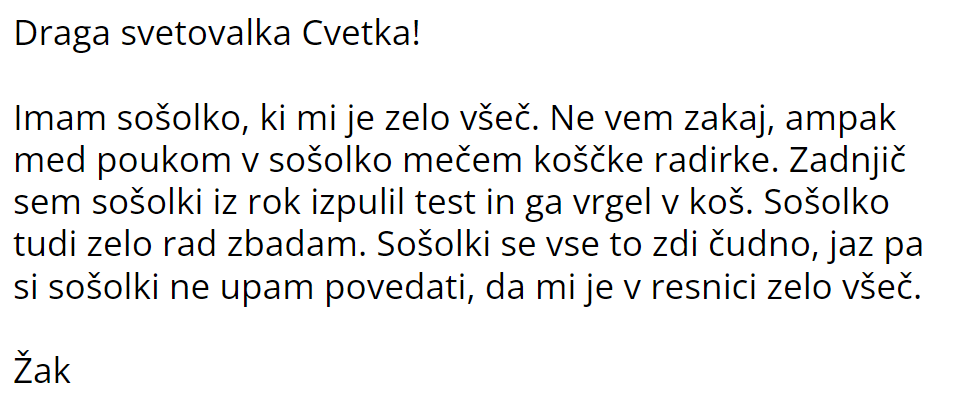 Draga svetovalka Cvetka!
Imam sošolko, ki mi je zelo všeč. Ne vem zakaj, ampak
med poukom v sošolko mečem koščke radirke. Zadnjič
sem sošolki iz rok izpulil test in ga vrgel v koš. Sošolko
tudi zelo rad zbadam. Sošolki se vse to zdi čudno, jaz pa
si sošolki ne upam povedati, da mi je v resnici zelo všeč.
Žak